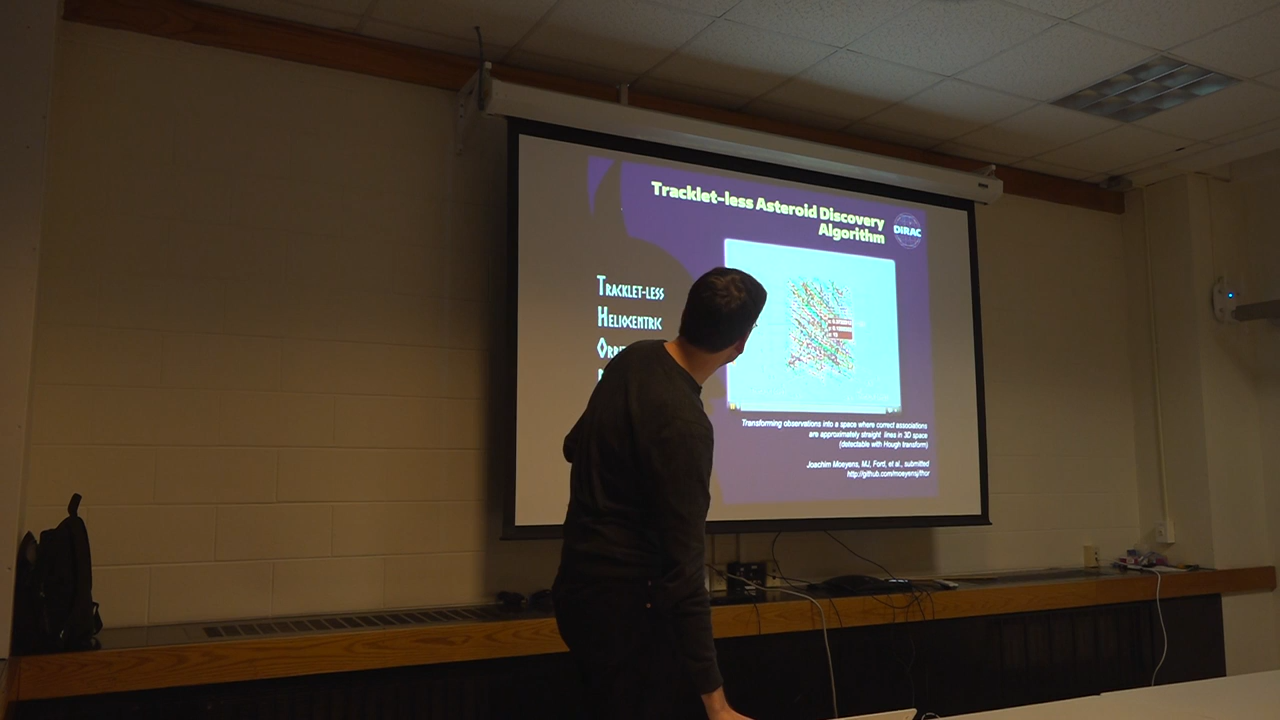 Tracklet-less Asteroid Discovery
Algorithm
DIRAC
TRACKLET-LESS
HELIOCENTRIC
Transforming observations into a space where correct associations
are approximately straight lines in 3D space
(detectable with Hough transform)
Joachim Moeyens, MJ, Ford, et al., submitted
http://github.com/moeyensj/thor